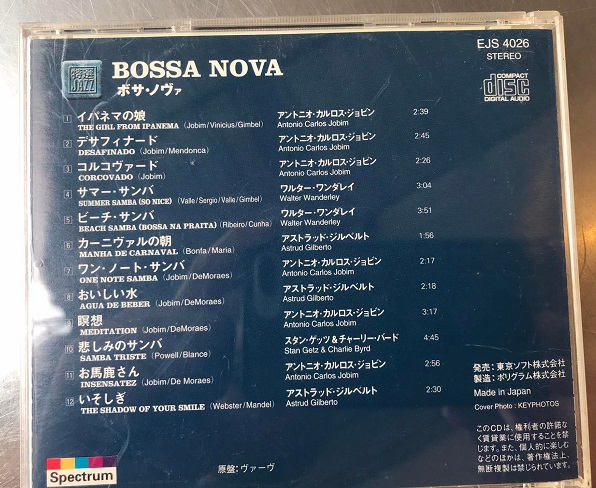 EJS 4026
STEREO
特選
JAZZ
BOSSA NOVA
ボサ・ノヴァ
COMPACT
disc
DIGITAL AUDIO
1 イパネマの娘 アントニオ・カルロス・ジョビン 2:39
THE GIRL FROM IPANEMA (Jobim/Vinicius/Gimbel) Antonio Carlos Jobim
2 デサフィナード アントニオ・カルロス・ジョビン 2:45
DESAFINADO (Jobim/Mendonca) Antonio Carlos Jobim
3 コルコヴァード アントニオ・カルロス・ジョビン 2:26
CORCOVADO (Jobim) Antonio Carlos Jobim
4 サマー・サンバ ワルター・ワンダレイ 3:04
SUMMER SAMBA (SO NICE) (Valle/Sergio/Valle/Gimbel) Walter Wanderley
5 ビーチ・サンバ ワルター・ワンダレイ 3:51
BEACH SAMBA (BOSSA NA PRAITA) (Ribeiro/Cunha) Walter Wanderley
6 カーニヴァルの朝 アストラッド・ジルベルト 1:56
MANHA DE CARNAVAL (Bonfa/Maria) Astrud Gilberto
7 ワン・ノート・サンバ アントニオ・カルロス・ジョビン 2:17
ONE NOTE SAMBA (Jobim/DeMoraes) Antonio Carlos Jobim
8 おいしい水 アストラッド・ジルベルト 2:18
AGUA DE BEBER (Jobim/DeMoraes) Astrud Gilberto
9 瞑想 アントニオ・カルロス・ジョビン 3:17
MEDITATION (Jobim/DeMoraes) Antonio Carlos Jobim
10 悲しみのサンバ スタン・ゲッツ&チャーリー・バード 4:45
SAMBA TRISTE (Powell/Blance) Stan Getz & Charlie Byrd
11 お馬鹿さん アントニオ・カルロス・ジョビン 2:56
INSENSATEZ (Jobim/De Moraes) Antonio Carlos Jobim
12 いそしぎ アストラッド・ジルベルト 2:30
THE SHADOW OF YOUR SMILE (Webster/Mandel) Astrud Gilberto
発売:東京ソフト株式会社
製造:ポリグラム株式会社
Made in Japan
Cover Photo : KEYPHOTOS
このCDは、権利者の許諾なく
賃貸業に使用することを禁
じます。また、個人的に楽しむ
などのほかは、著作権法上、
無断複製は禁じられています。
原盤:ヴァーヴ
Spectrum